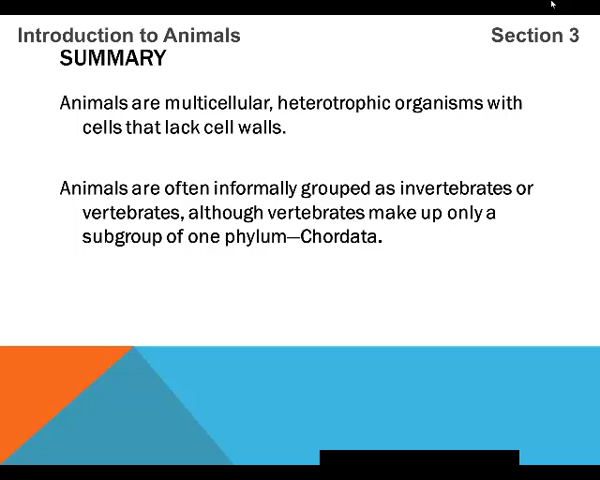 Introduction to Animals
Section 3
SUMMARY
Animals are multicellular, heterotrophic organisms with
cells that lack cell walls.
Animals are often informally grouped as invertebrates or
vertebrates, although vertebrates make up only a
subgroup of one phylum—Chordata.